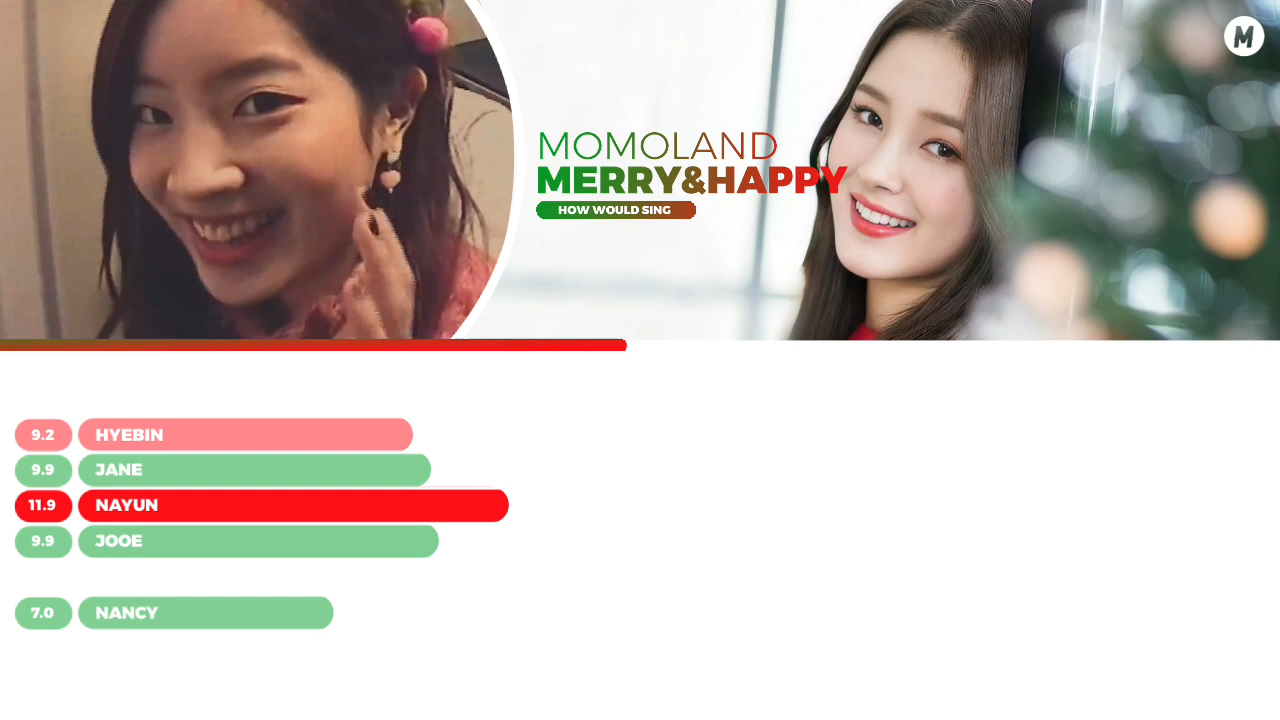 M
MOMOLAND
MERRY&HAPPY
HOW WOULD SING
9.2 HYEBIN
9.9 JANE
11.9 NAYUN
9.9 JOOE
7.0 NANCY